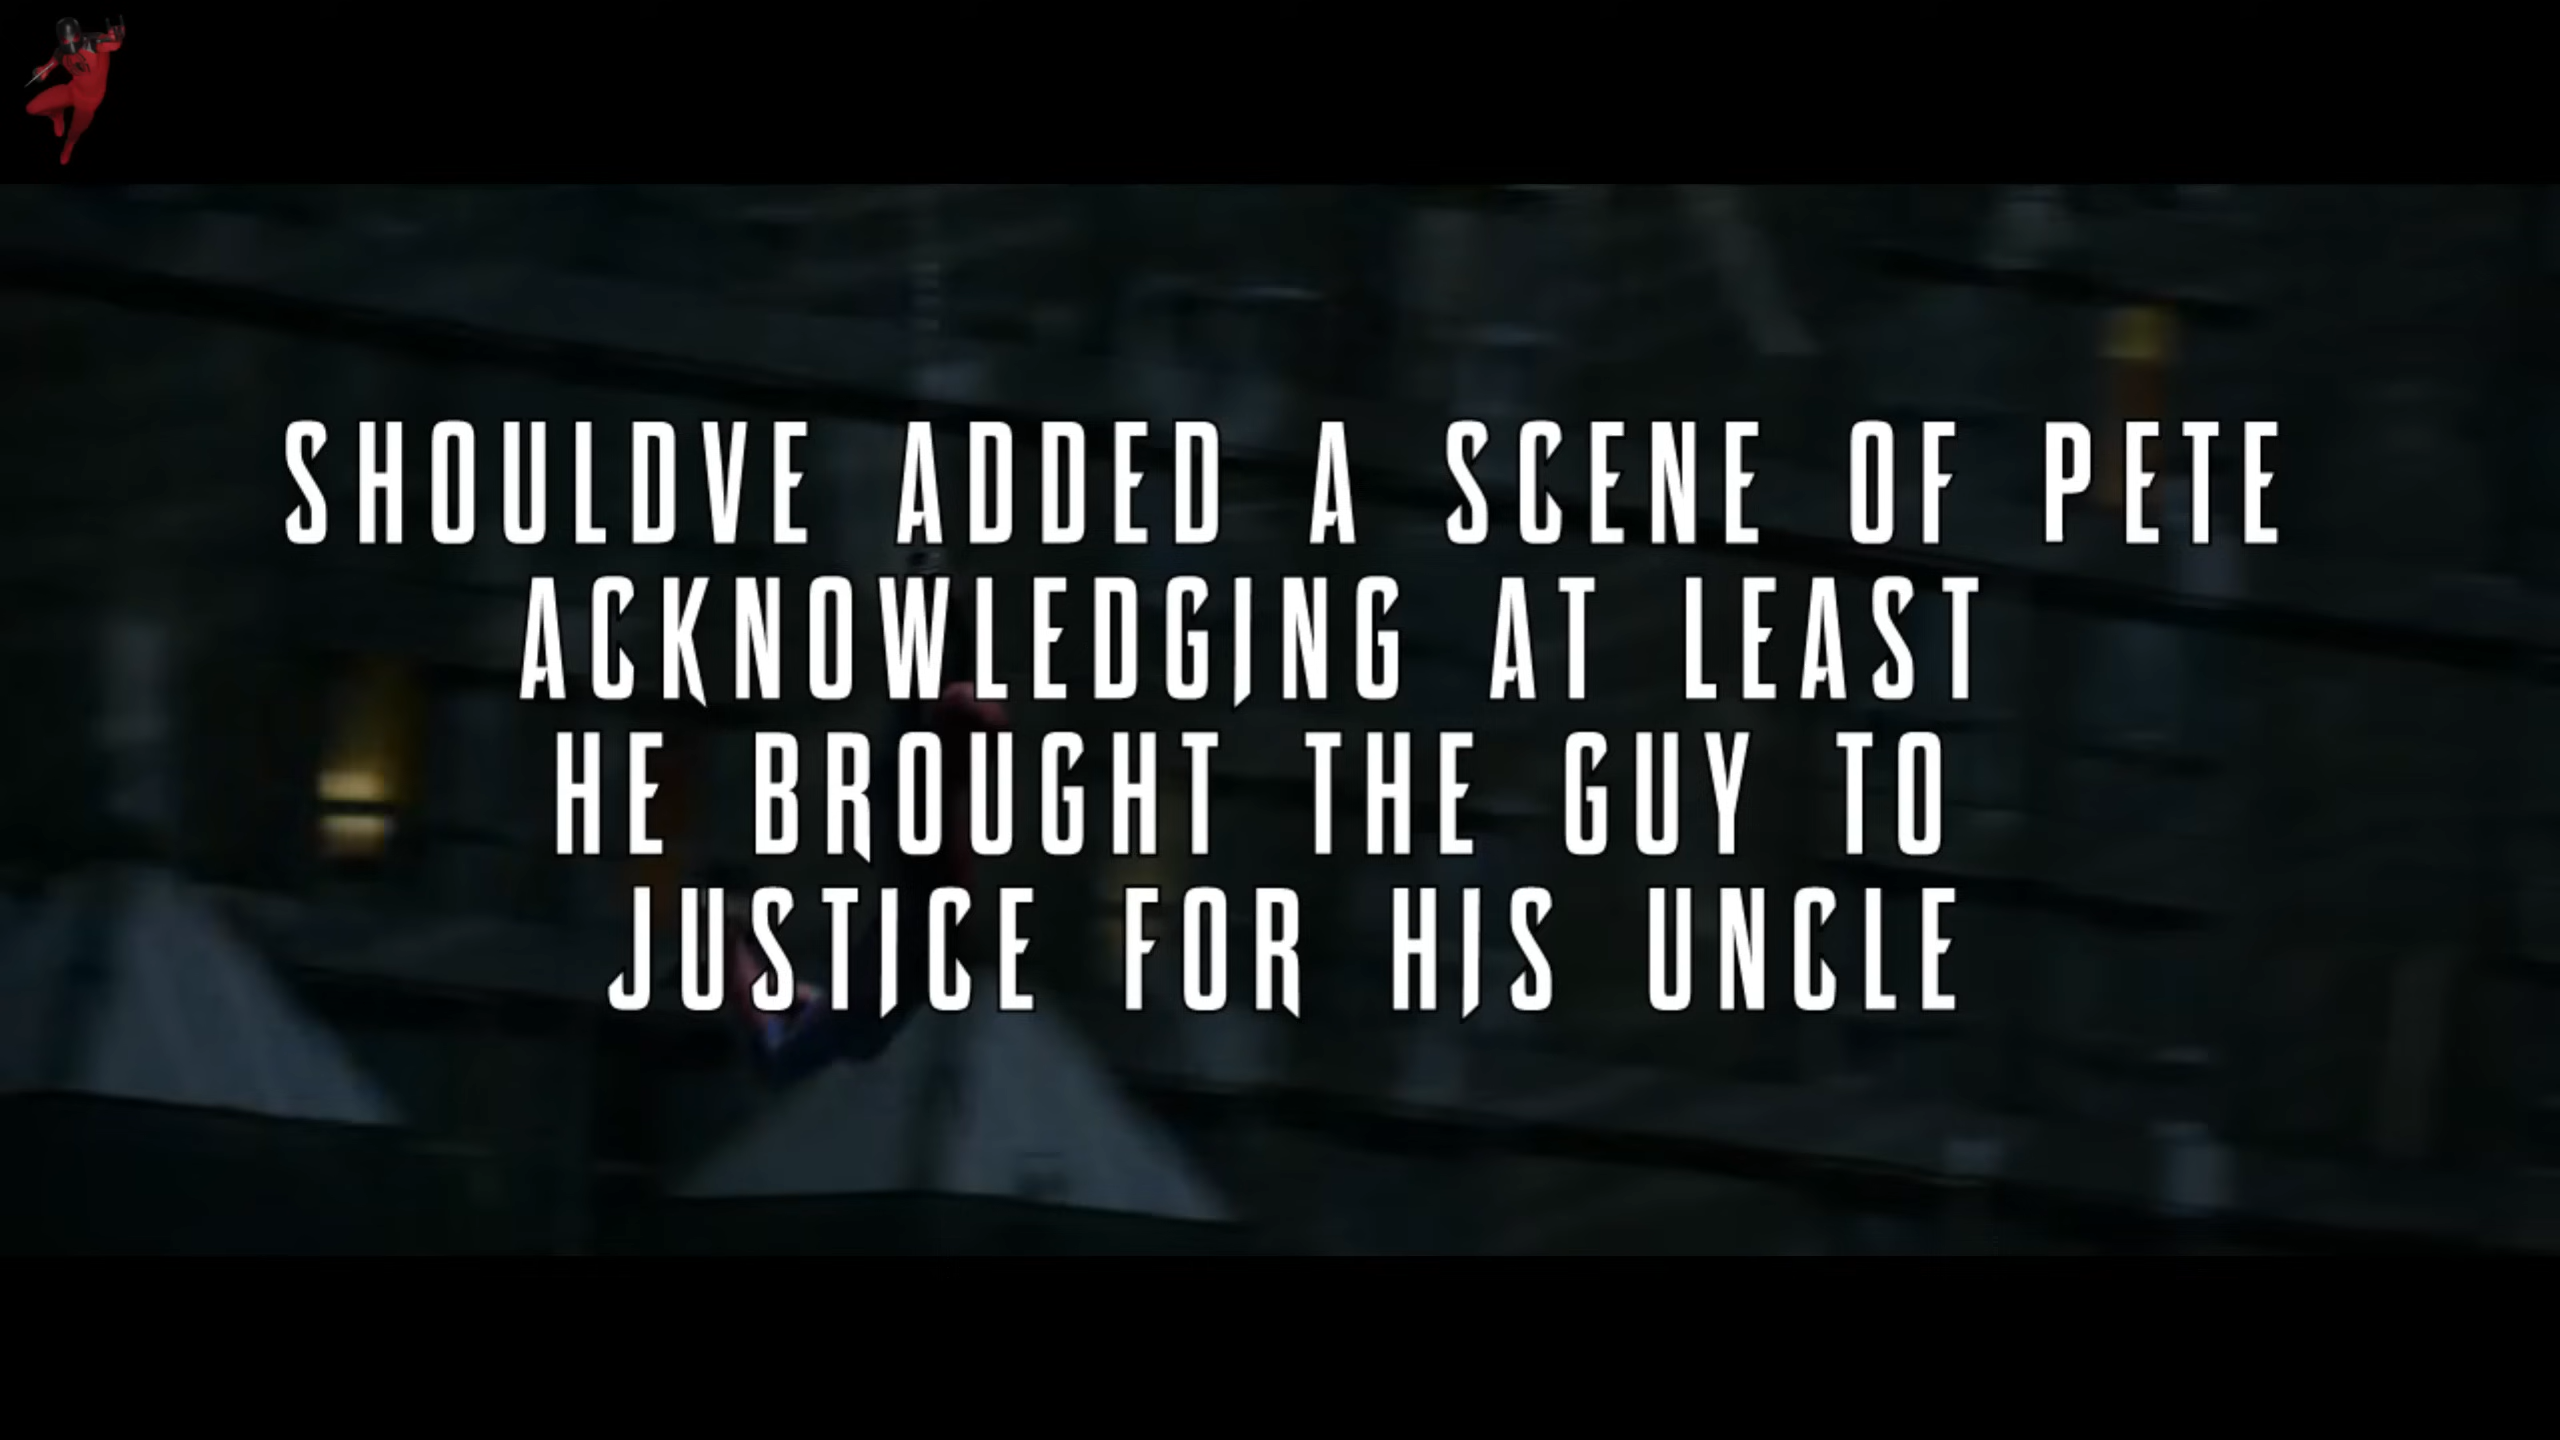 SHOULDVE ADDED A SCENE OF PETE
ACKNOWLEDGING AT LEAST
HE BROUGHT THE GUY TO
JUSTICE FOR HIS UNCLE